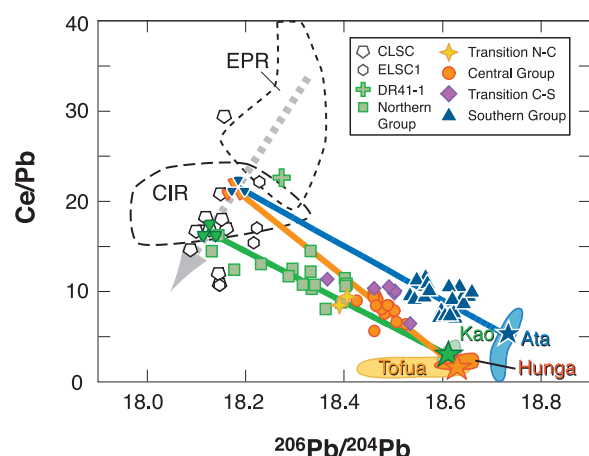 40
30
20
10
0
Ce/Pb
EPR
CIR
CLSC
ELSC1
DR41-1
Northern
Group
Transition N-C
Central Group
Transition C-S
Southern Group
Kao
Ata
Tofua
Hunga
18.0 18.2 18.4 18.6 18.8
²⁰⁶Pb/²⁰⁴Pb